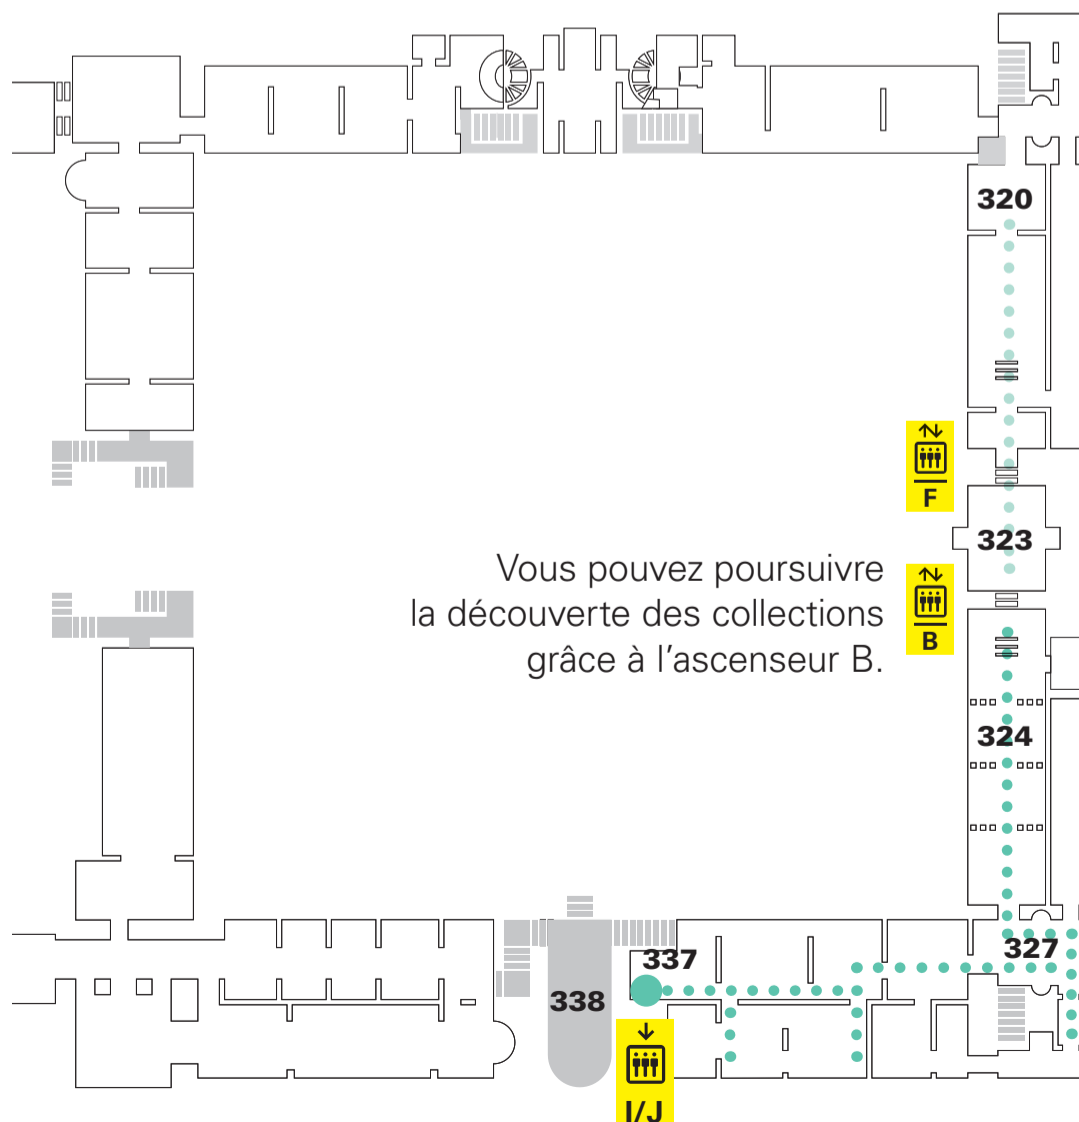 320
F
323
Vous pouvez poursuivre
la découverte des collections
grâce à l’ascenseur B.
B
324
327
337
338
I/J